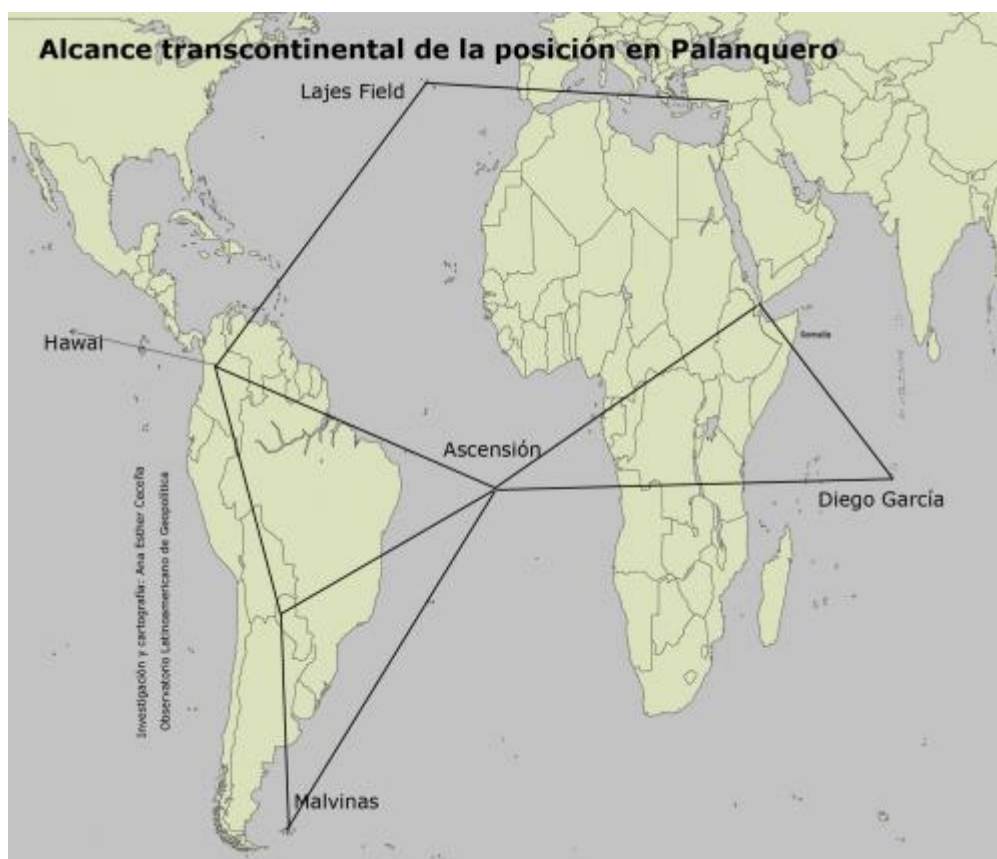 Alcance transcontinental de la posición en Palanquero
Lajes Field
Hawai
Somalia
Ascensión
Diego García
Investigación y cartografía: Ana Esther Ceceña
Observatorio Latinoamericano de Geopolítica
Malvinas